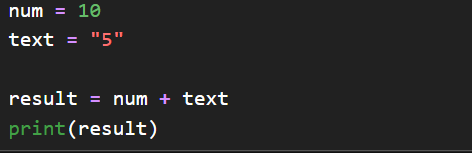 num = 10
text = "5"

result = num + text
print(result)